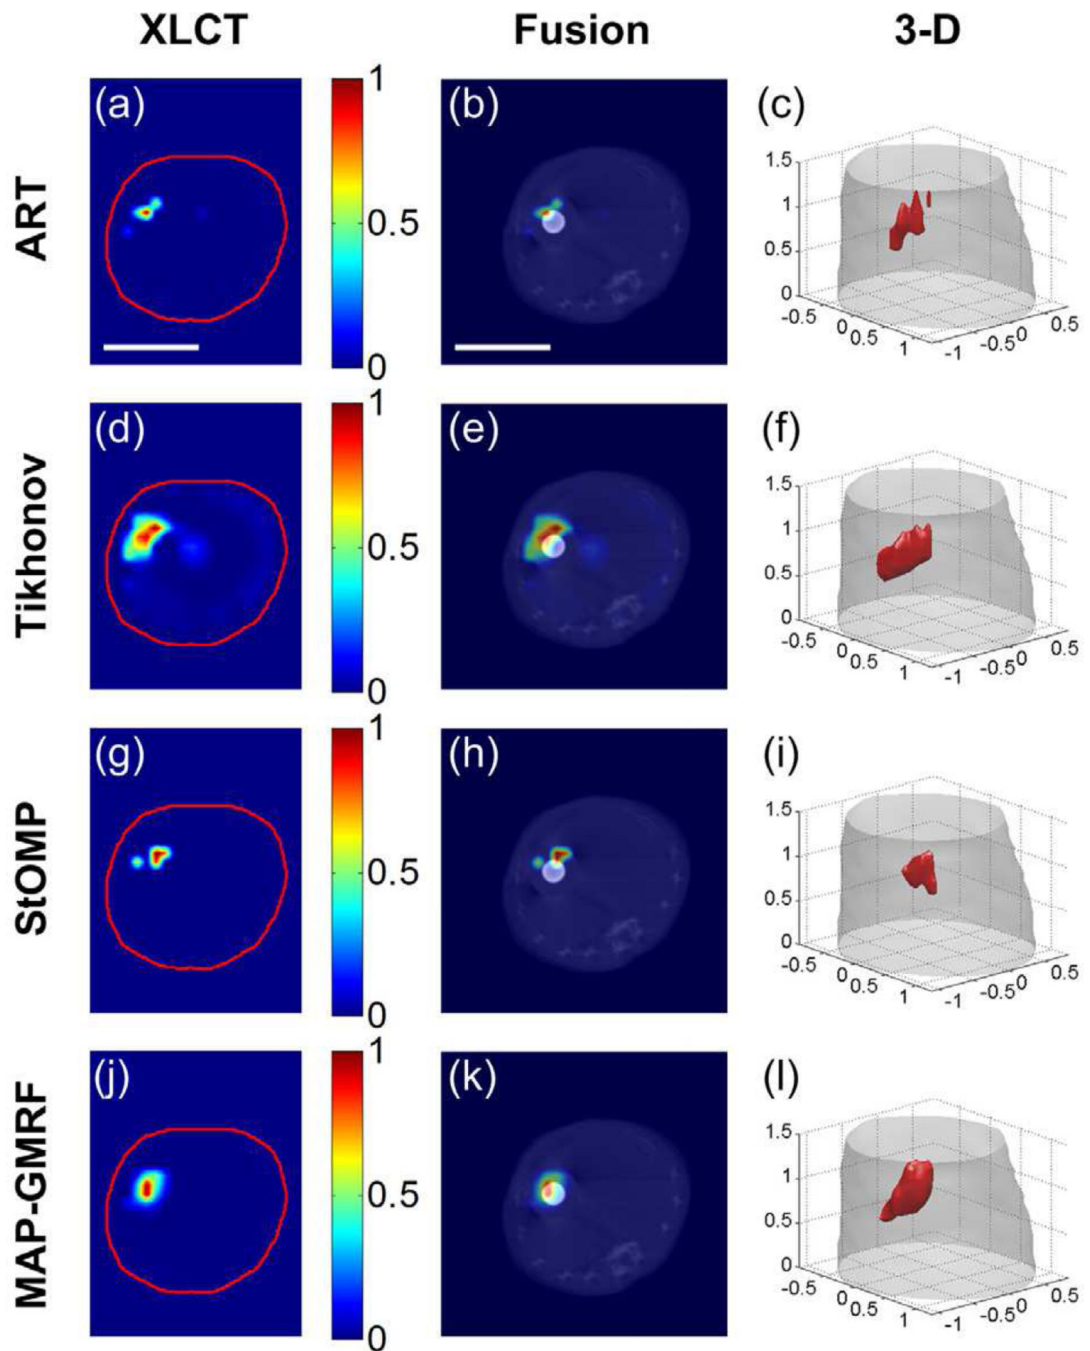 XLCT Fusion 3-D
ART
(a) 1 0.5 0
(b)
(c) 1.5 1 0.5 0 -0.5 0 0.5 1 -1 -0.5 0 0.5
Tikhonov
(d) 1 0.5 0
(e)
(f) 1.5 1 0.5 0 -0.5 0 0.5 1 -1 -0.5 0 0.5
StOMP
(g) 1 0.5 0
(h)
(i) 1.5 1 0.5 0 -0.5 0 0.5 1 -1 -0.5 0 0.5
MAP-GMRF
(j) 1 0.5 0
(k)
(l) 1.5 1 0.5 0 -0.5 0 0.5 1 -1 -0.5 0 0.5